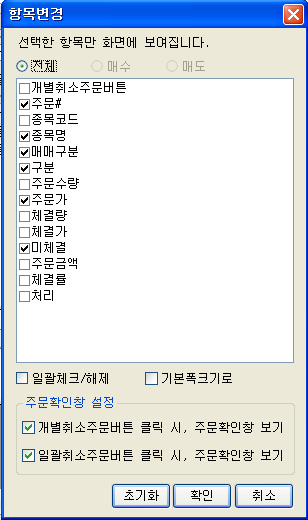 항목변경
선택한 항목만 화면에 보여집니다.
전체 매수 매도
개별취소주문버튼
주문#
종목코드
종목명
매매구분
구분
주문수량
주문가
체결량
체결가
미체결
주문금액
체결률
처리
일괄체크/해제 기본폭크기로
주문확인창 설정
개별취소주문버튼 클릭 시, 주문확인창 보기
일괄취소주문버튼 클릭 시, 주문확인창 보기
초기화 확인 취소